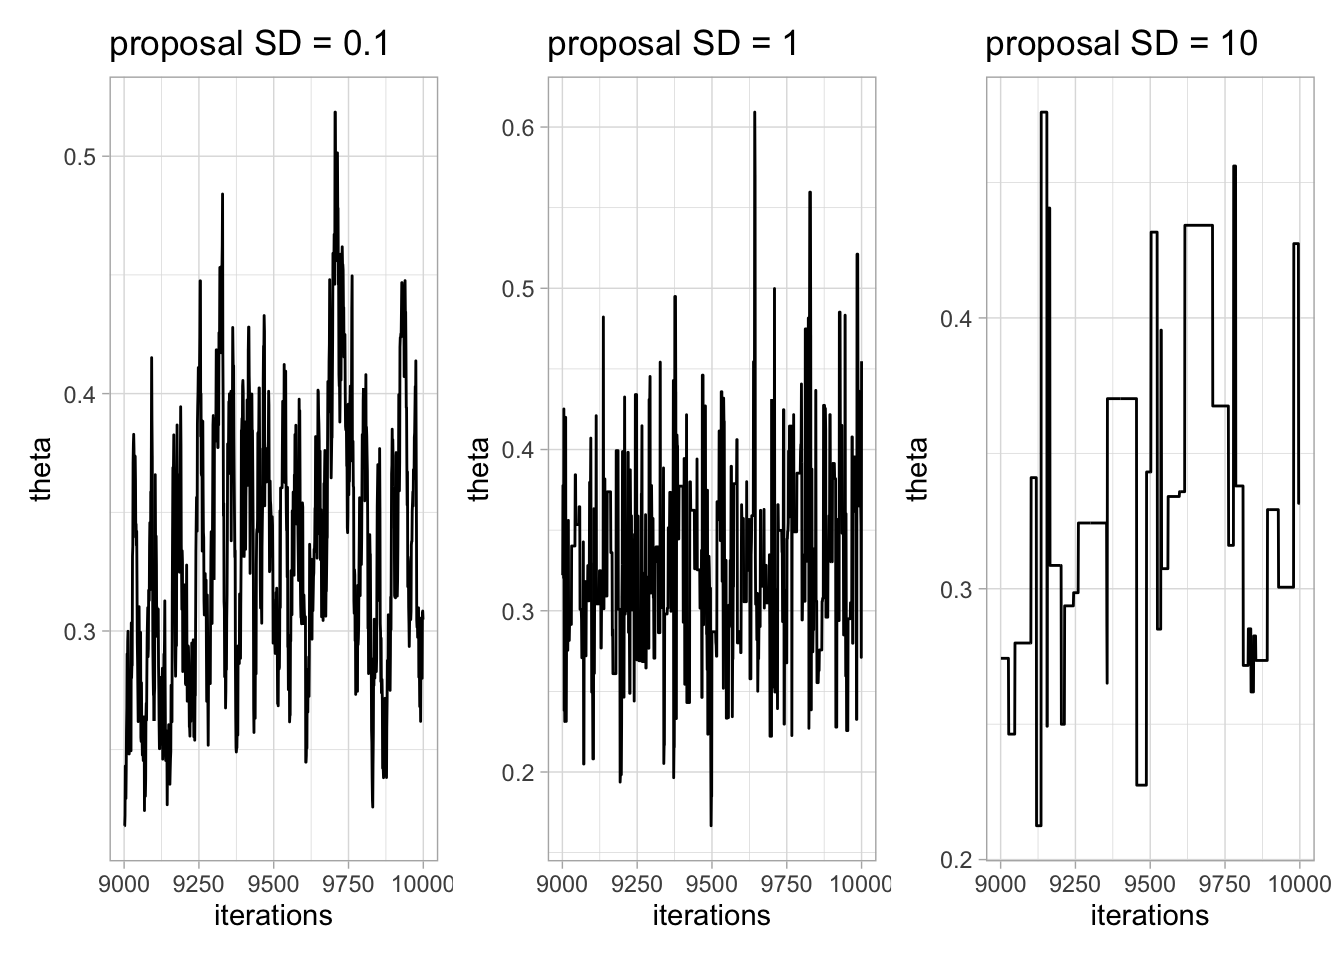 proposal SD = 0.1
proposal SD = 1
proposal SD = 10
theta
0.5
0.4
0.3
9000 9250 9500 9750 10000
iterations
theta
0.6
0.5
0.4
0.3
0.2
9000 9250 9500 9750 10000
iterations
theta
0.4
0.3
0.2
9000 9250 9500 9750 10000
iterations